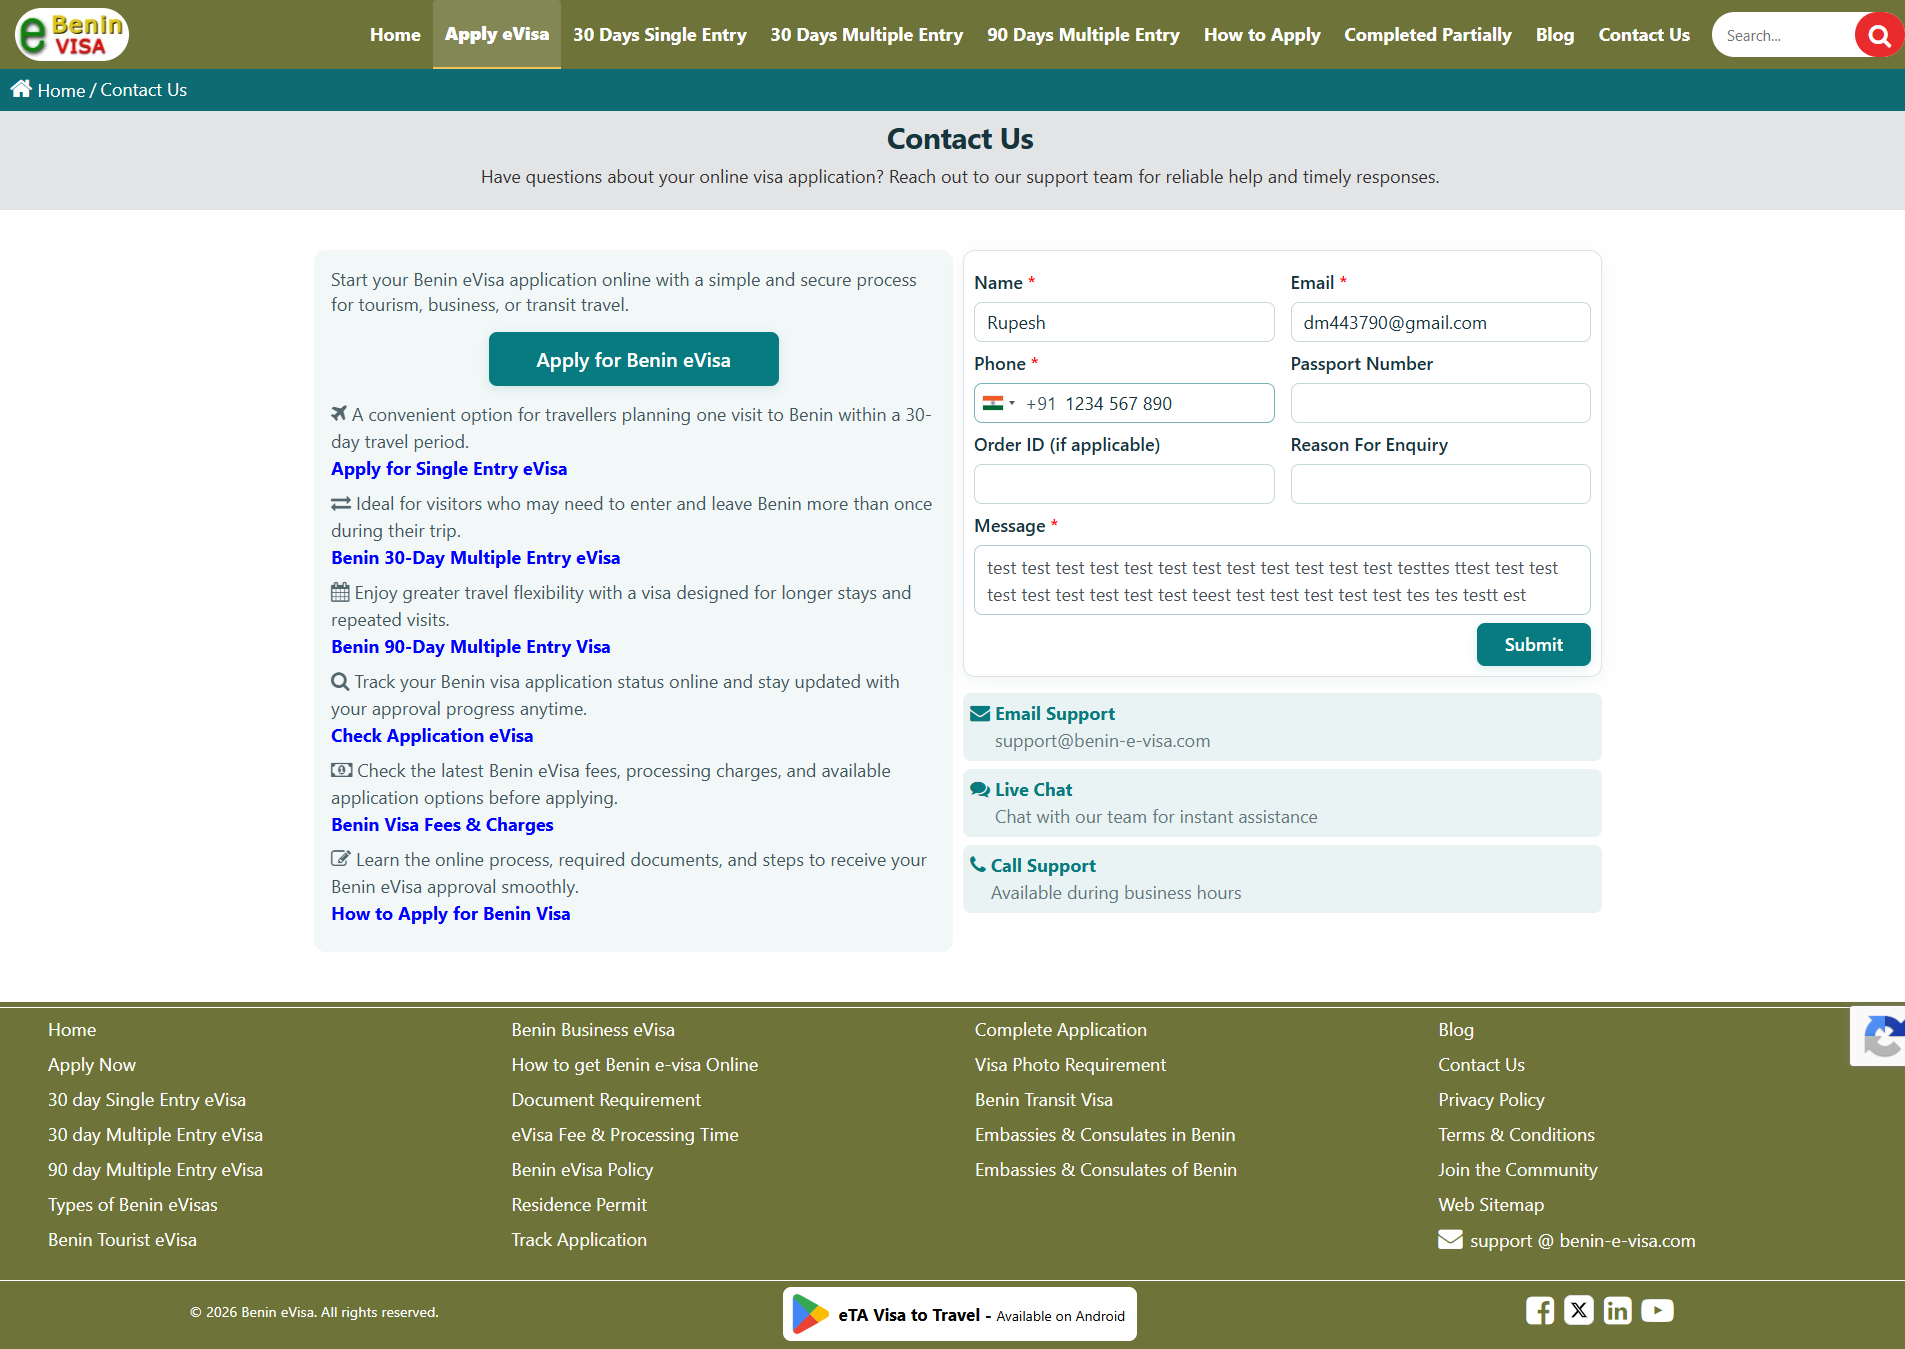 e Benin VISA
Home
Apply eVisa
30 Days Single Entry
30 Days Multiple Entry
90 Days Multiple Entry
How to Apply
Completed Partially
Blog
Contact Us
Search...
Home / Contact Us
Contact Us
Have questions about your online visa application? Reach out to our support team for reliable help and timely responses.
Start your Benin eVisa application online with a simple and secure process
for tourism, business, or transit travel.
Apply for Benin eVisa
A convenient option for travellers planning one visit to Benin within a 30-
day travel period.
Apply for Single Entry eVisa
Ideal for visitors who may need to enter and leave Benin more than once
during their trip.
Benin 30-Day Multiple Entry eVisa
Enjoy greater travel flexibility with a visa designed for longer stays and
repeated visits.
Benin 90-Day Multiple Entry Visa
Track your Benin visa application status online and stay updated with
your approval progress anytime.
Check Application eVisa
Check the latest Benin eVisa fees, processing charges, and available
application options before applying.
Benin Visa Fees & Charges
Learn the online process, required documents, and steps to receive your
Benin eVisa approval smoothly.
How to Apply for Benin Visa
Name *
Rupesh
Email *
dm443790@gmail.com
Phone *
+91 1234 567 890
Passport Number
Order ID (if applicable)
Reason For Enquiry
Message *
test test test test test test test test test test test test testtes ttest test test
test test test test test test teest test test test test test tes tes testt est
Submit
Email Support
support@benin-e-visa.com
Live Chat
Chat with our team for instant assistance
Call Support
Available during business hours
Home
Apply Now
30 day Single Entry eVisa
30 day Multiple Entry eVisa
90 day Multiple Entry eVisa
Types of Benin eVisas
Benin Tourist eVisa
Benin Business eVisa
How to get Benin e-visa Online
Document Requirement
eVisa Fee & Processing Time
Benin eVisa Policy
Residence Permit
Track Application
Complete Application
Visa Photo Requirement
Benin Transit Visa
Embassies & Consulates in Benin
Embassies & Consulates of Benin
Blog
Contact Us
Privacy Policy
Terms & Conditions
Join the Community
Web Sitemap
support @ benin-e-visa.com
© 2026 Benin eVisa. All rights reserved.
eTA Visa to Travel - Available on Android